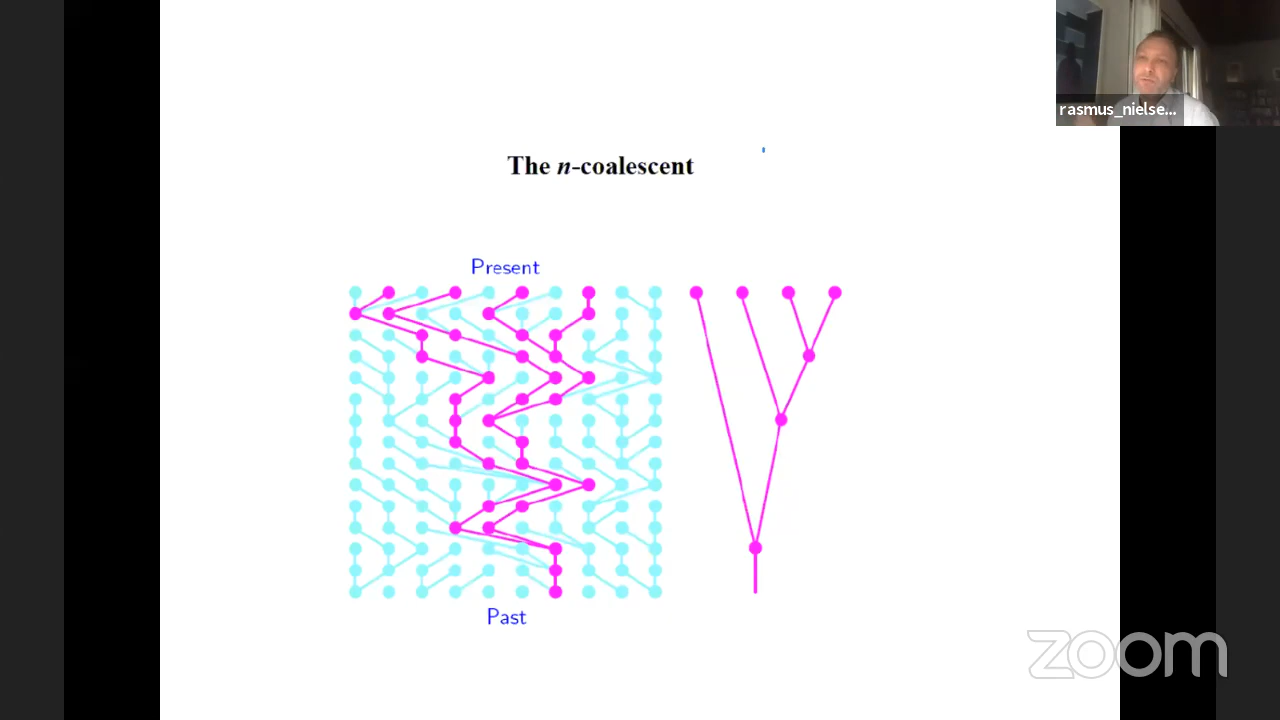 rasmus_nielse...
The n-coalescent
Present
Past
zoom